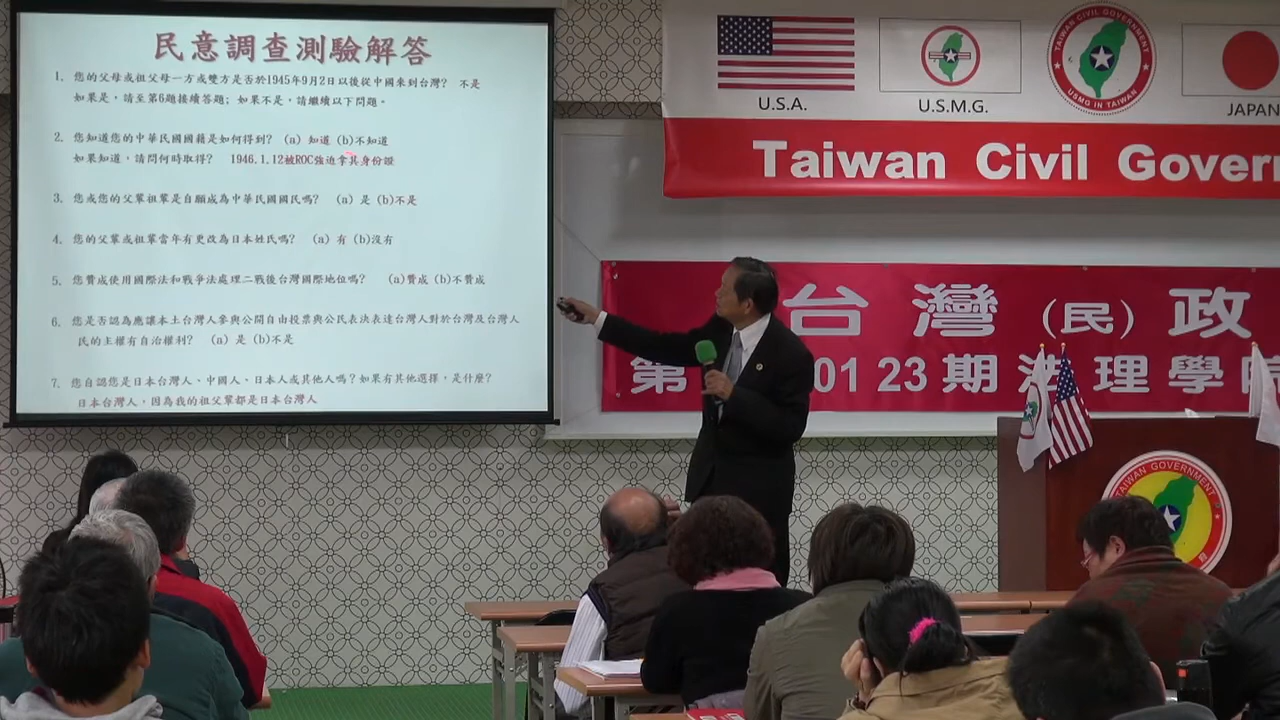 民意調查測驗解答
1. 您的父母或祖父母一方或雙方是否於1945年9月2日以後從中國來到台灣? 不是
如果是,請至第6題接續答題;如果不是,請繼續以下問題。
2. 您知道您的中華民國國籍是如何得到? (a) 知道 (b)不知道
如果知道,請問何時取得? 1946.1.12被ROC強迫拿其身份證
3. 您或您的父輩祖輩是自願成為中華民國國民嗎? (a) 是 (b)不是
4. 您的父輩或祖輩當年有更改為日本姓氏嗎? (a) 有 (b)沒有
5. 您贊成使用國際法和戰爭法處理二戰後台灣國際地位嗎? (a)贊成 (b)不贊成
6. 您是否認為應讓本土台灣人參與公開自由投票與公民表決表達台灣人對於台灣及台灣人
民的主權有自治權利? (a) 是 (b)不是
7. 您自認您是日本台灣人、中國人、日本人或其他人嗎?如果有其他選擇,是什麼?
日本台灣人,因為我的祖父輩都是日本台灣人
U.S.A.
U.S.M.G.
TAIWAN CIVIL GOVERNMENT
USMG IN TAIWAN
JAPAN
Taiwan Civil Gover
台灣(民)政
第 01 23 期法理學院
TAIWAN GOVERNMENT